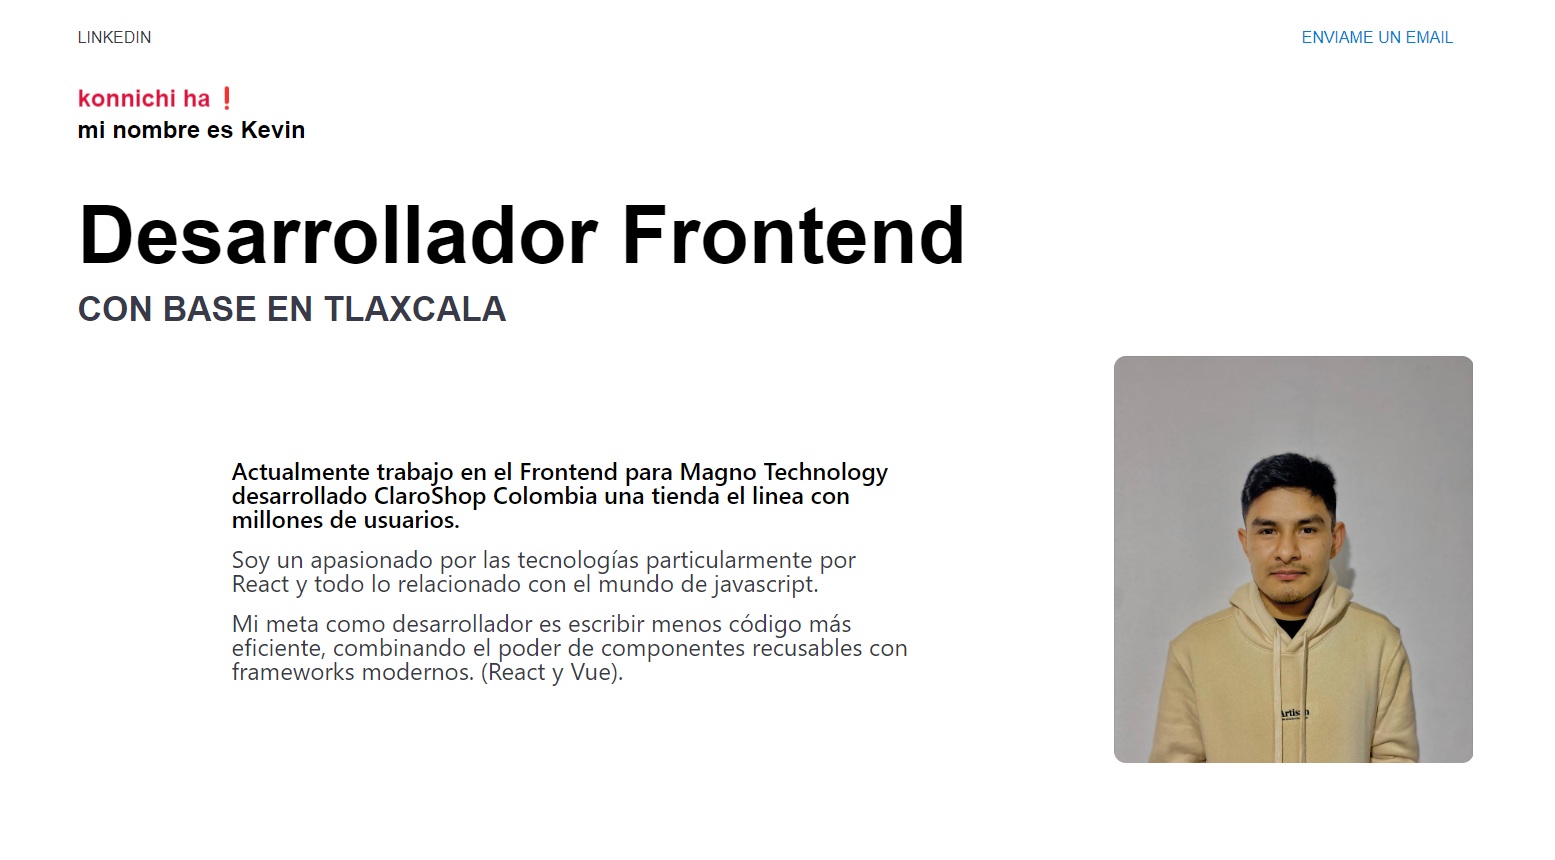 LINKEDIN
ENVIAME UN EMAIL
konnichi ha❗
mi nombre es Kevin
Desarrollador Frontend
CON BASE EN TLAXCALA
Actualmente trabajo en el Frontend para Magno Technology
desarrollado ClaroShop Colombia una tienda el linea con
millones de usuarios.
Soy un apasionado por las tecnologías particularmente por
React y todo lo relacionado con el mundo de javascript.
Mi meta como desarrollador es escribir menos código más
eficiente, combinando el poder de componentes recusables con
frameworks modernos. (React y Vue).
Artisan